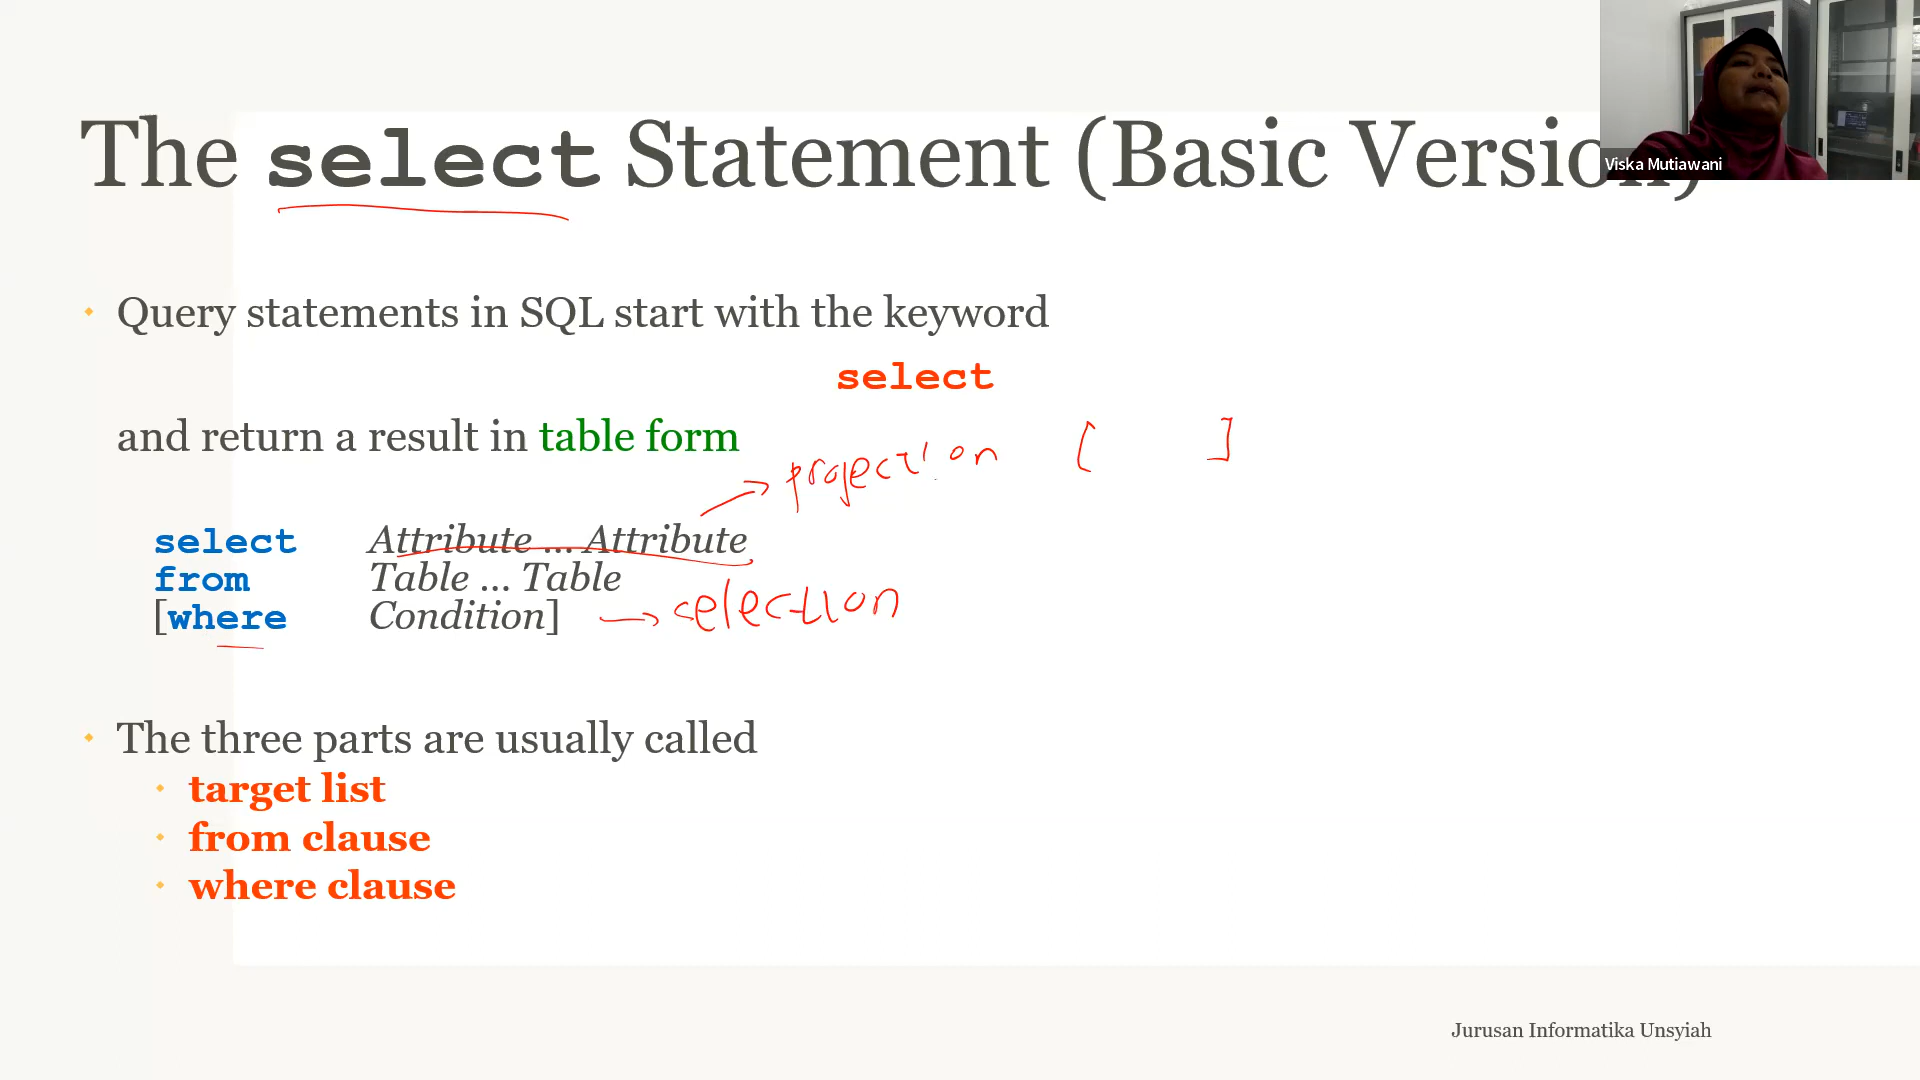 The select Statement (Basic Version)
Viska Mutiawani
Query statements in SQL start with the keyword
select
and return a result in table form
projection [ ]
select Attribute ... Attribute
from Table ... Table
[where Condition] → selection
The three parts are usually called
target list
from clause
where clause
Jurusan Informatika Unsyiah